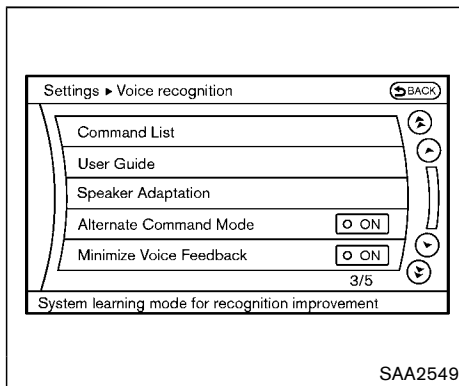 Settings ▸ Voice recognition
BACK
Command List
User Guide
Speaker Adaptation
Alternate Command Mode ON
Minimize Voice Feedback ON
3/5
System learning mode for recognition improvement
SAA2549